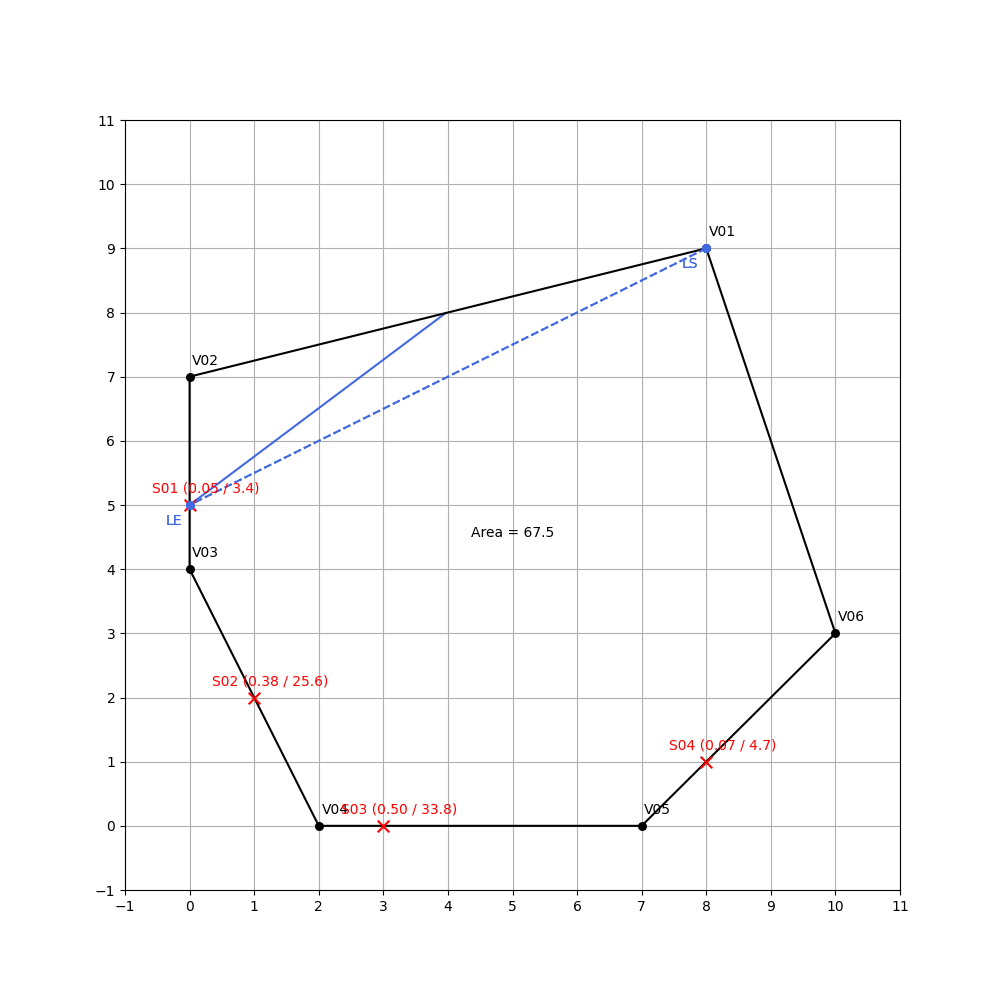 11
10
9
8
7
6
5
4
3
2
1
0
−1
V01
LS
V02
S01 (0.05 / 3.4)
LE
Area = 67.5
V03
V06
S02 (0.38 / 25.6)
S04 (0.07 / 4.7)
V04
S03 (0.50 / 33.8)
V05
−1 0 1 2 3 4 5 6 7 8 9 10 11